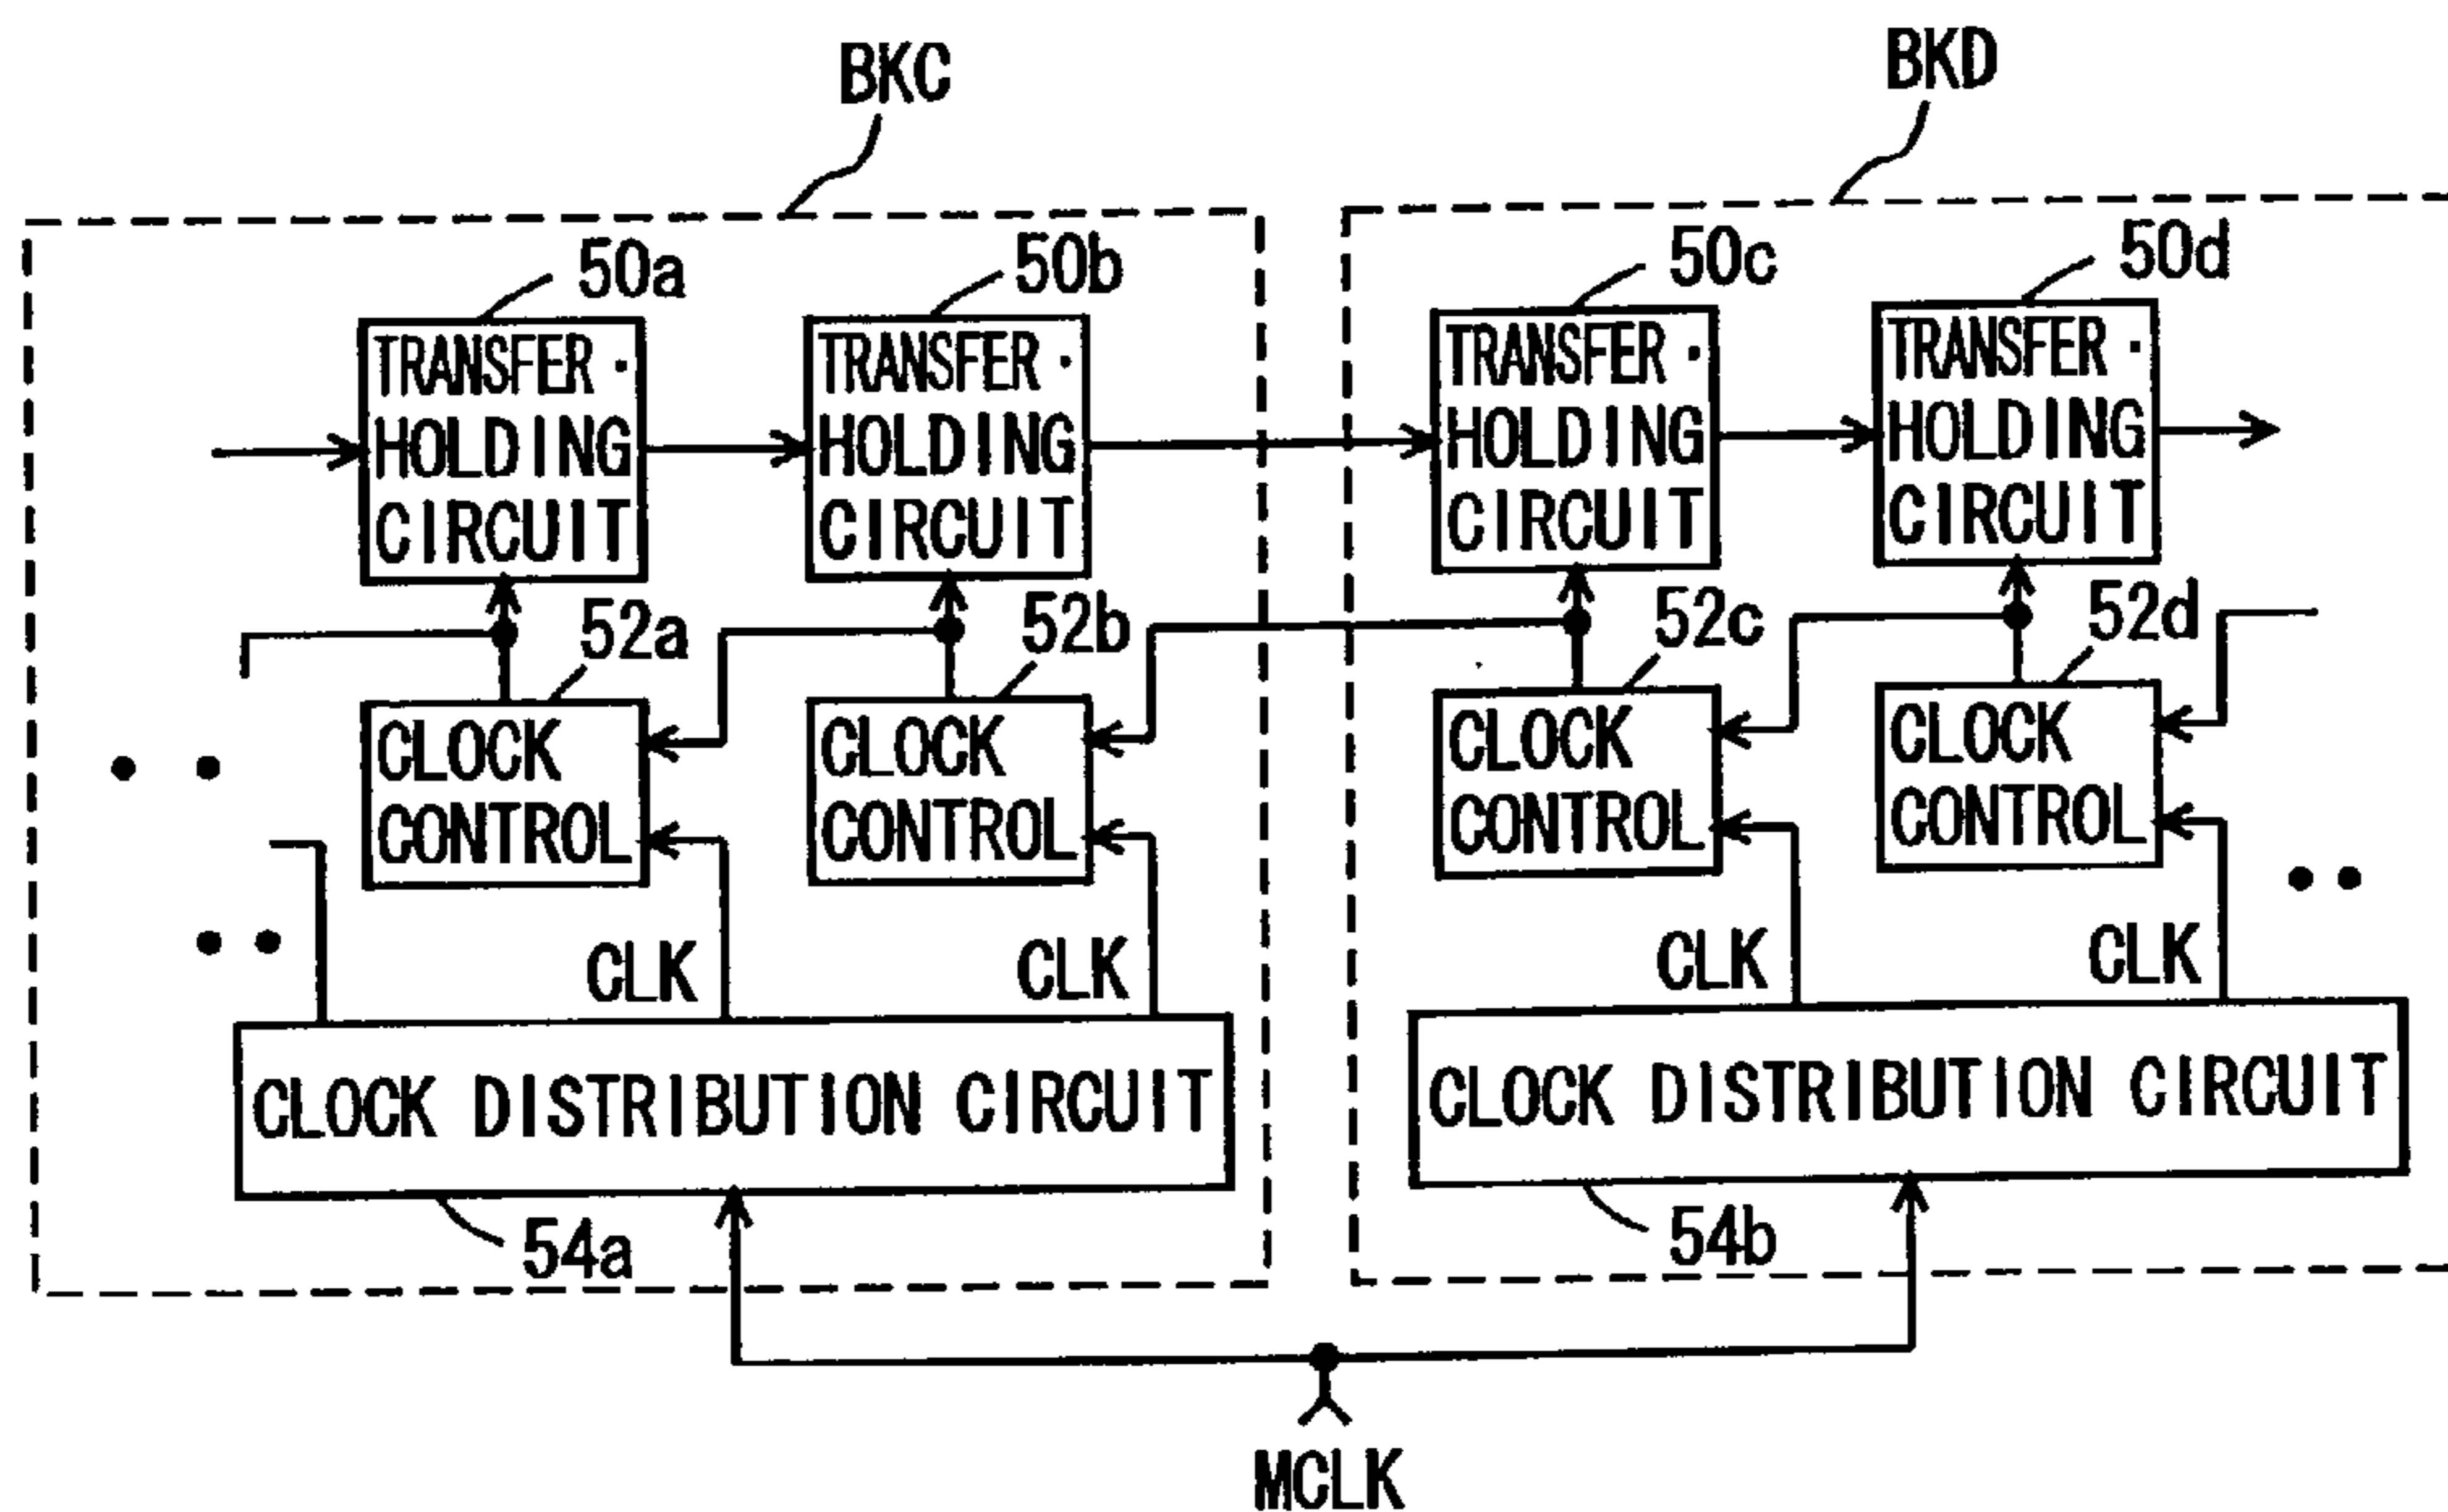 BKC
BKD
50a
50b
50c
50d
TRANSFER·
HOLDING
CIRCUIT
TRANSFER·
HOLDING
CIRCUIT
TRANSFER·
HOLDING
CIRCUIT
TRANSFER·
HOLDING
CIRCUIT
52a
52b
52c
52d
CLOCK
CONTROL
CLOCK
CONTROL
CLOCK
CONTROL
CLOCK
CONTROL
CLK
CLK
CLK
CLK
CLOCK DISTRIBUTION CIRCUIT
CLOCK DISTRIBUTION CIRCUIT
54a
54b
MCLK